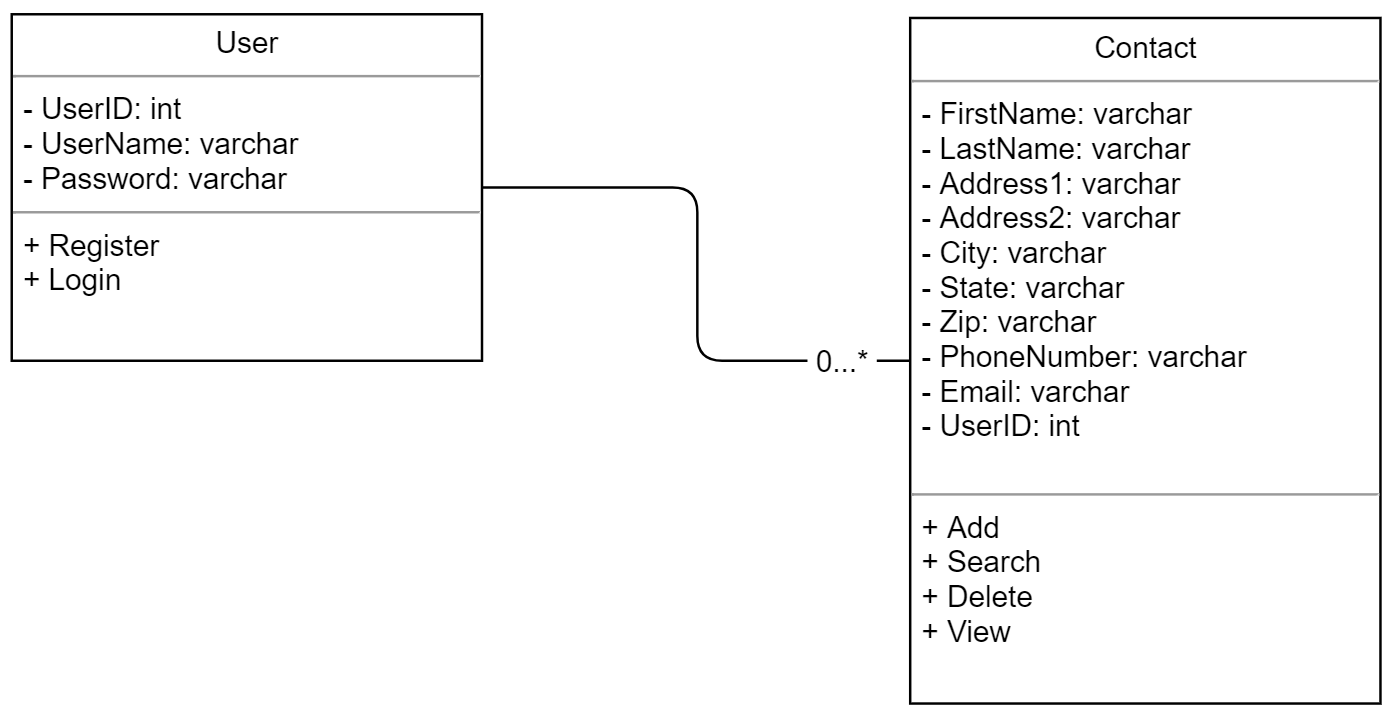 User
- UserID: int
- UserName: varchar
- Password: varchar
+ Register
+ Login
0...*
Contact
- FirstName: varchar
- LastName: varchar
- Address1: varchar
- Address2: varchar
- City: varchar
- State: varchar
- Zip: varchar
- PhoneNumber: varchar
- Email: varchar
- UserID: int
+ Add
+ Search
+ Delete
+ View